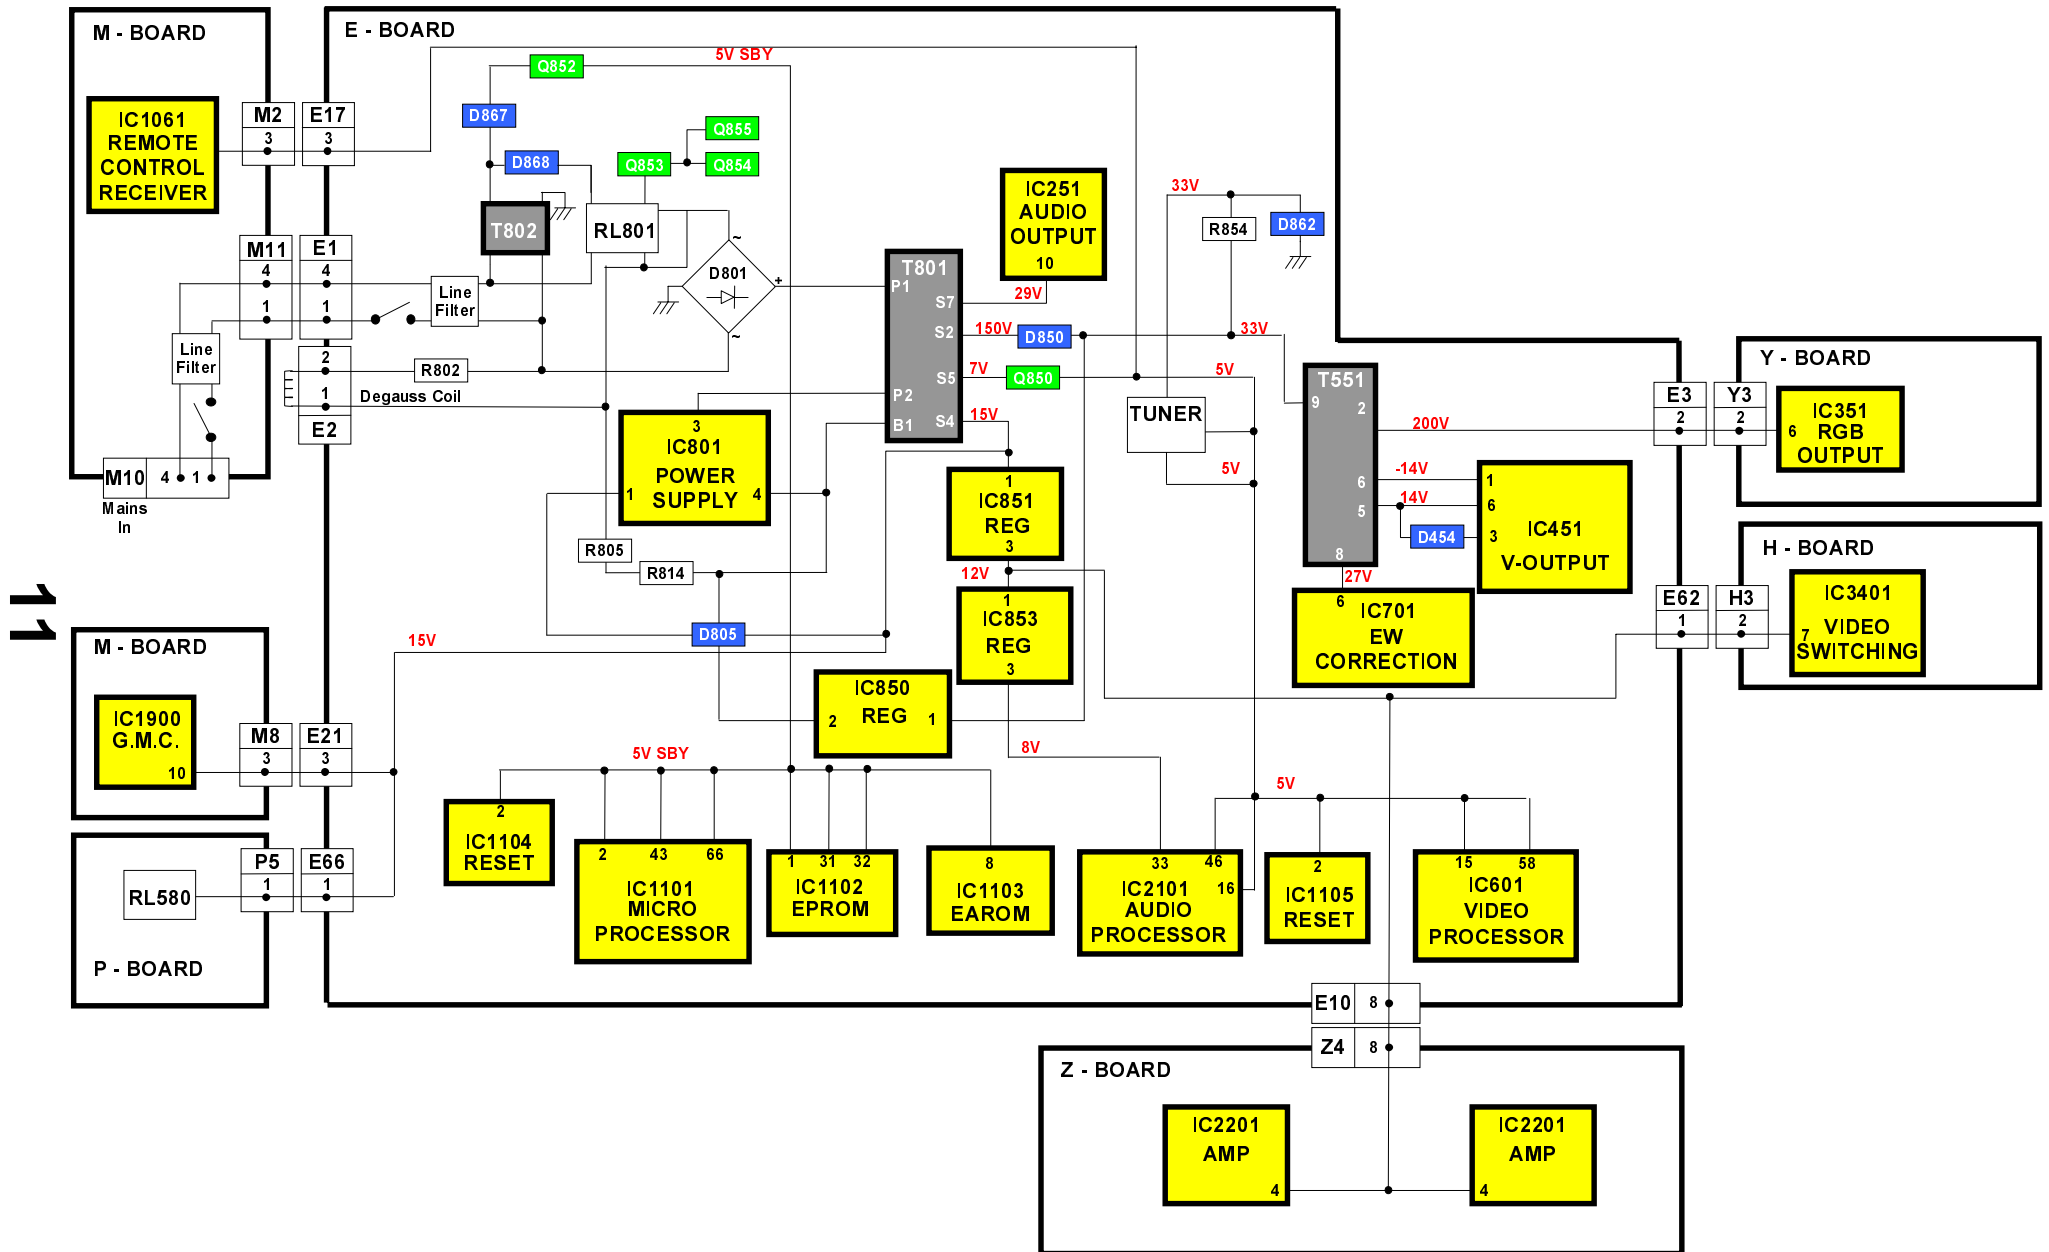 M - BOARD
E - BOARD
5V SBY
Q852
IC1061
REMOTE
CONTROL
RECEIVER
M2
3
E17
3
D867
D868
Q855
Q853
Q854
T802
RL801
~
D801
+
~
M11
4
1
E1
4
1
Line
Filter
Line
Filter
2
1
E2
R802
Degauss Coil
M10
4
1
Mains
In
T801
P1
S7
S2
S5
P2
B1
S4
IC251
AUDIO
OUTPUT
10
29V
150V
D850
7V
Q850
15V
33V
R854
D862
33V
5V
TUNER
5V
3
IC801
POWER
SUPPLY
1
4
R805
R814
D805
1
IC851
REG
3
12V
1
IC853
REG
3
8V
IC850
REG
2
1
T551
9
2
6
5
8
200V
-14V
14V
D454
27V
1
6
3
IC451
V-OUTPUT
6
IC701
EW
CORRECTION
E3
2
Y3
2
Y - BOARD
IC351
RGB
OUTPUT
6
E62
1
H3
2
H - BOARD
IC3401
VIDEO
SWITCHING
7
11
M - BOARD
15V
IC1900
G.M.C.
10
M8
3
E21
3
RL580
P5
1
E66
1
P - BOARD
5V SBY
2
IC1104
RESET
2
43
66
IC1101
MICRO
PROCESSOR
1
31
32
IC1102
EPROM
8
IC1103
EAROM
33
46
16
IC2101
AUDIO
PROCESSOR
5V
2
IC1105
RESET
15
58
IC601
VIDEO
PROCESSOR
E10
8
Z4
8
Z - BOARD
IC2201
AMP
4
IC2201
AMP
4